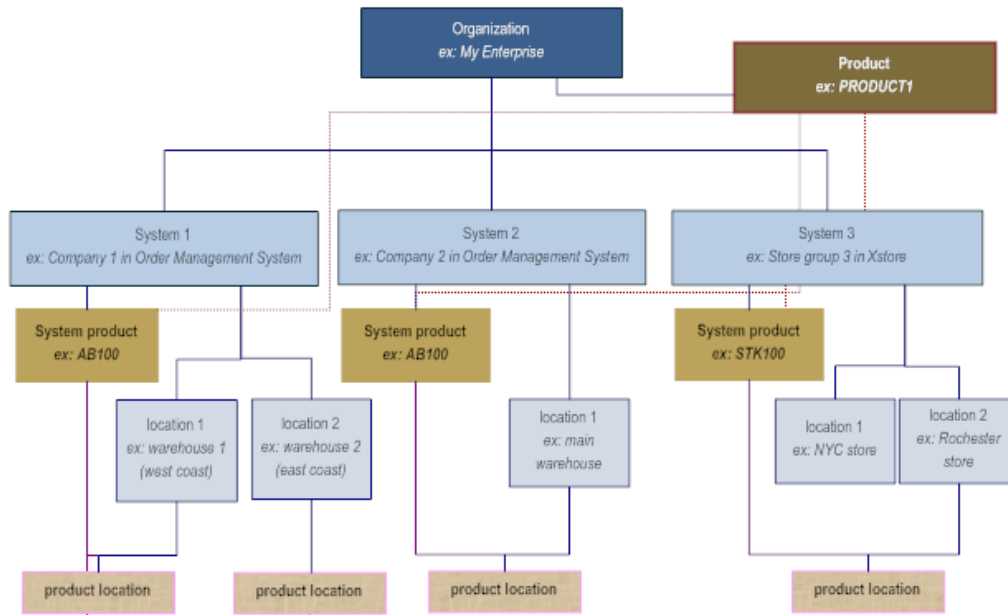 Organization
ex: My Enterprise
Product
ex: PRODUCT1
System 1
ex: Company 1 in Order Management System
System 2
ex: Company 2 in Order Management System
System 3
ex: Store group 3 in Xstore
System product
ex: AB100
System product
ex: AB100
System product
ex: STK100
location 1
ex: warehouse 1
(west coast)
location 2
ex: warehouse 2
(east coast)
location 1
ex: main
warehouse
location 1
ex: NYC store
location 2
ex: Rochester
store
product location
product location
product location
product location